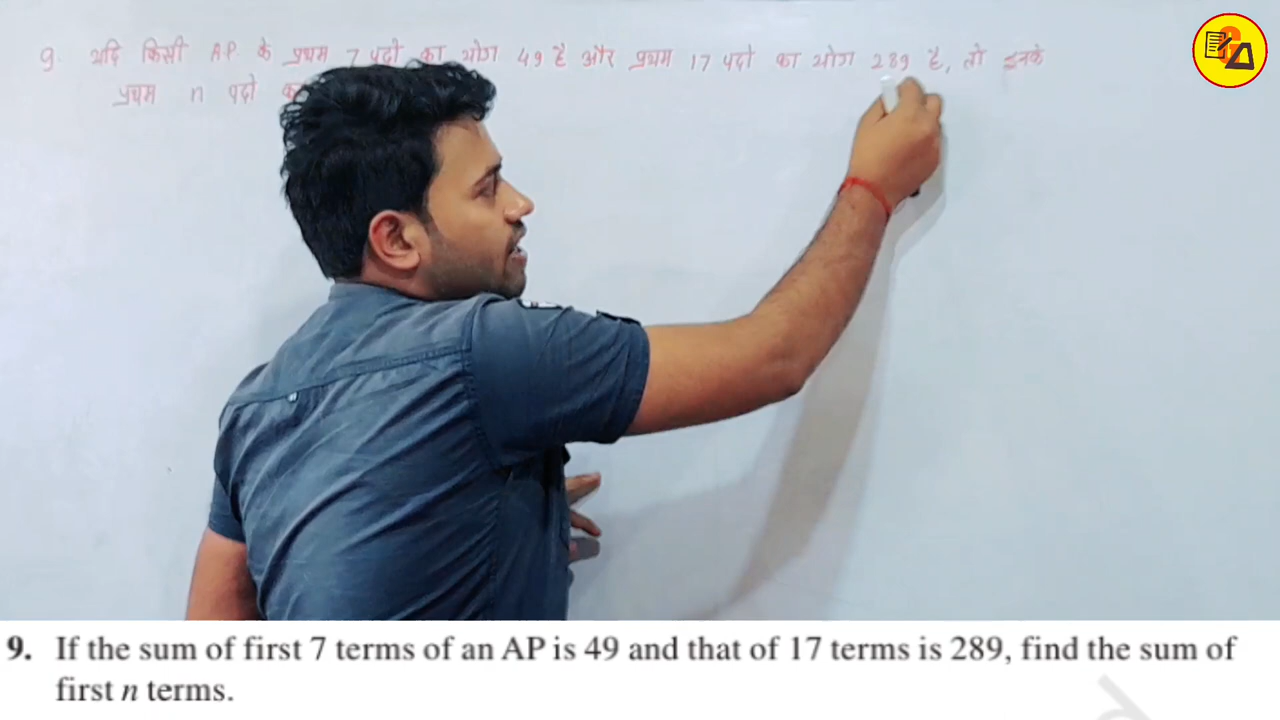 9. यदि किसी A.P. के प्रथम 7 पदों का योग 49 है और प्रथम 17 पदो का योग 289 है, तो इनके
प्रथम n पदो का
9. If the sum of first 7 terms of an AP is 49 and that of 17 terms is 289, find the sum of
first n terms.